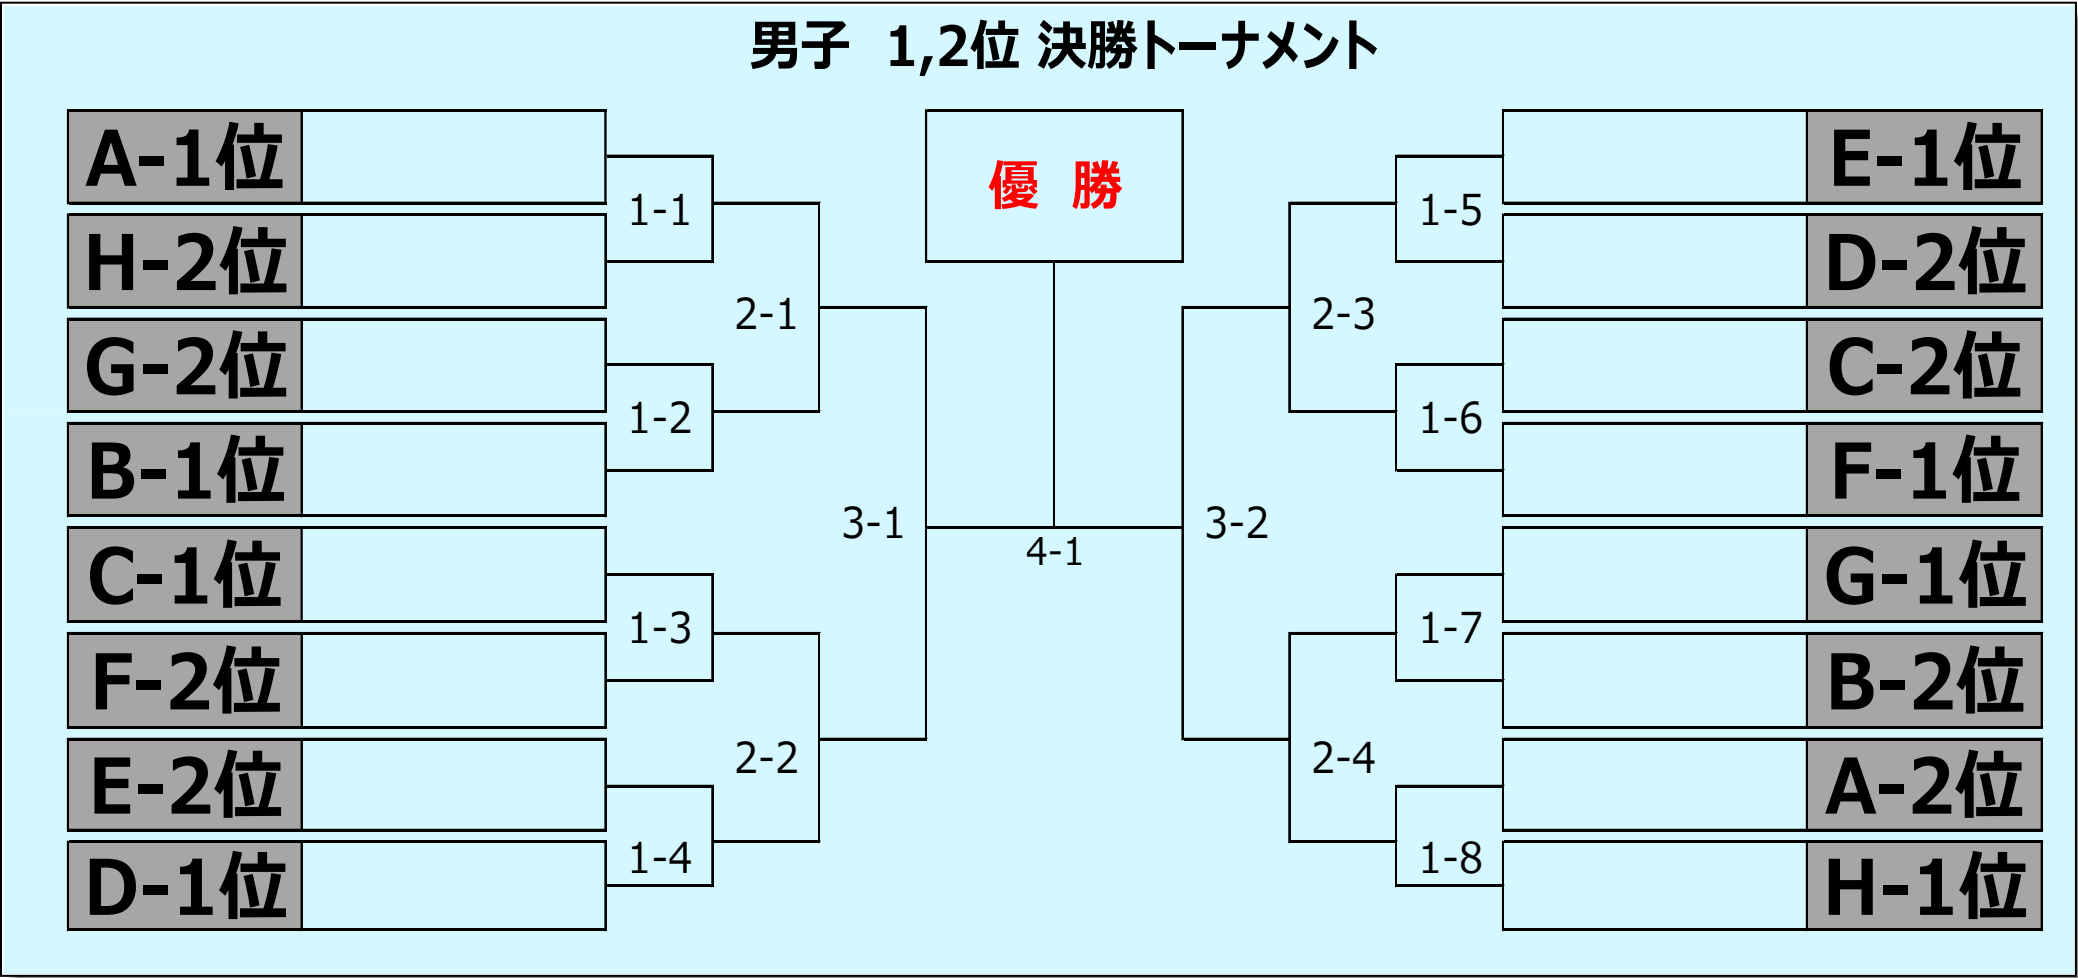 男子 1,2位 決勝トーナメント
優 勝
A-1位
H-2位
G-2位
B-1位
C-1位
F-2位
E-2位
D-1位
1-1
1-2
1-3
1-4
2-1
2-2
3-1
4-1
3-2
2-3
2-4
1-5
1-6
1-7
1-8
E-1位
D-2位
C-2位
F-1位
G-1位
B-2位
A-2位
H-1位